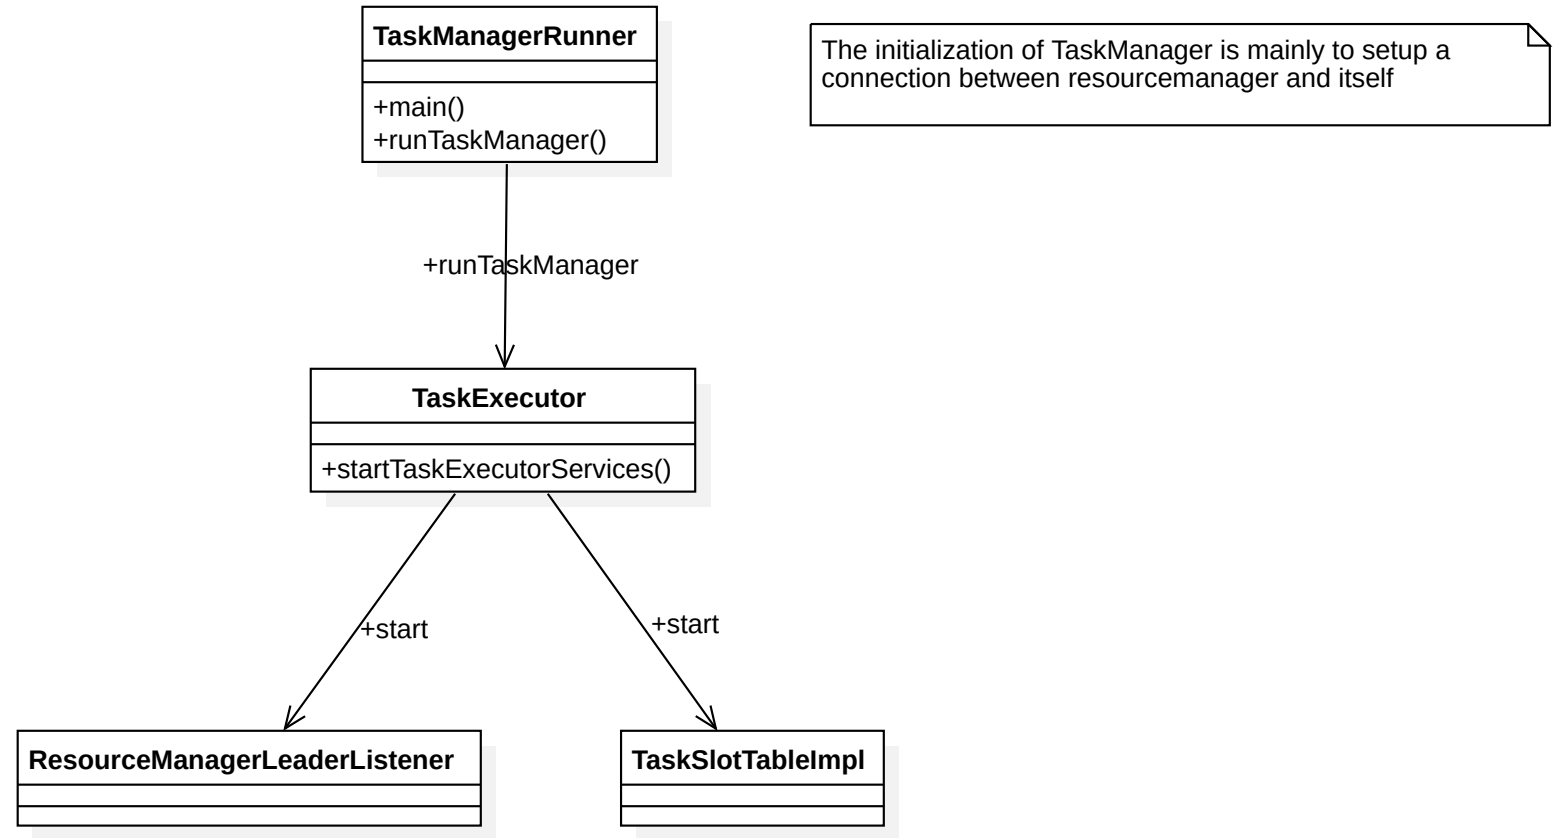 TaskManagerRunner
+main()
+runTaskManager()
The initialization of TaskManager is mainly to setup a
connection between resourcemanager and itself
+runTaskManager
TaskExecutor
+startTaskExecutorServices()
+start
+start
ResourceManagerLeaderListener
TaskSlotTableImpl